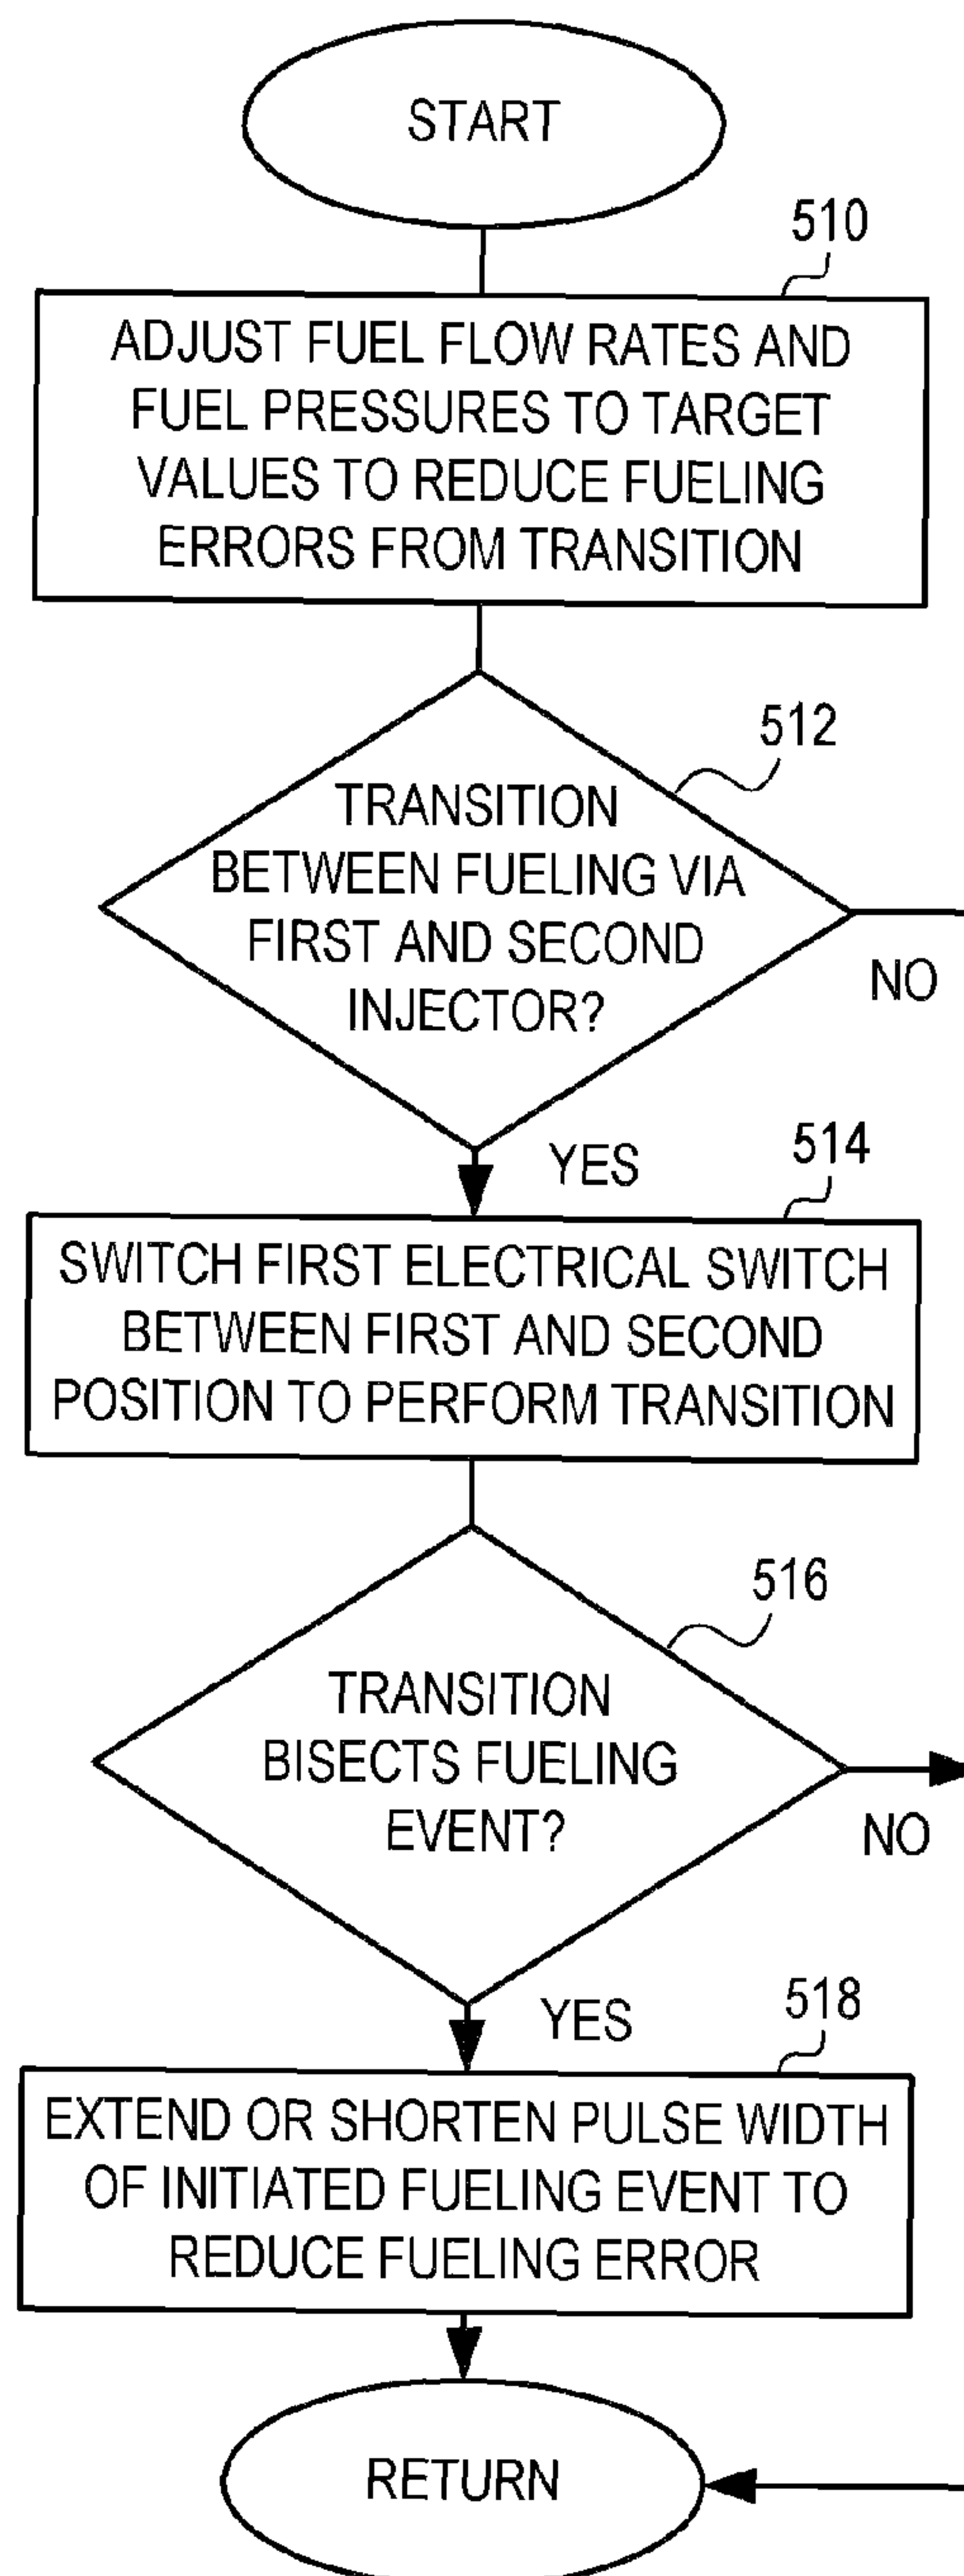 START
510
ADJUST FUEL FLOW RATES AND
FUEL PRESSURES TO TARGET
VALUES TO REDUCE FUELING
ERRORS FROM TRANSITION
512
TRANSITION
BETWEEN FUELING VIA
FIRST AND SECOND
INJECTOR?
NO
YES
514
SWITCH FIRST ELECTRICAL SWITCH
BETWEEN FIRST AND SECOND
POSITION TO PERFORM TRANSITION
516
TRANSITION
BISECTS FUELING
EVENT?
NO
YES
518
EXTEND OR SHORTEN PULSE WIDTH
OF INITIATED FUELING EVENT TO
REDUCE FUELING ERROR
RETURN